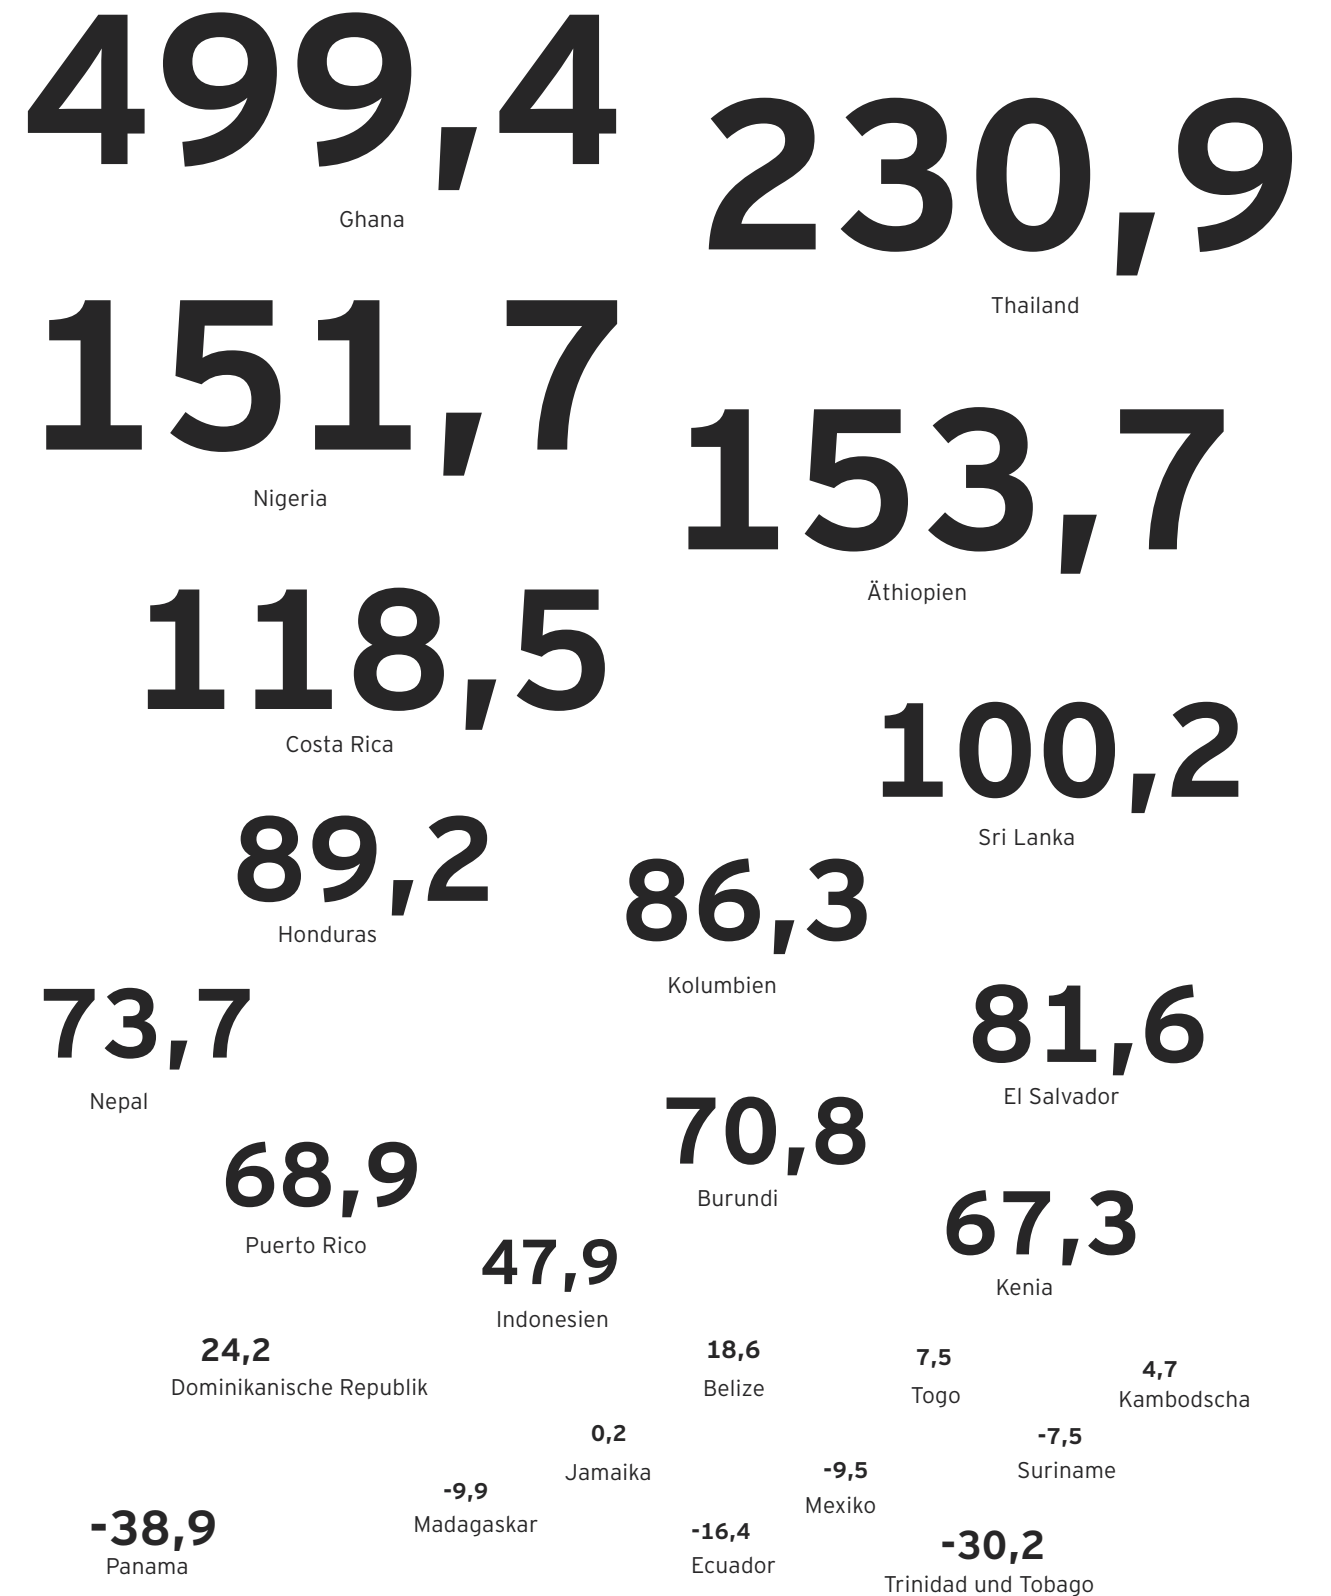 499,4
Ghana
230,9
Thailand
151,7
Nigeria
153,7
Äthiopien
118,5
Costa Rica
100,2
Sri Lanka
89,2
Honduras
86,3
Kolumbien
73,7
Nepal
81,6
El Salvador
70,8
Burundi
68,9
Puerto Rico
67,3
Kenia
47,9
Indonesien
24,2
Dominikanische Republik
18,6
Belize
7,5
Togo
4,7
Kambodscha
0,2
Jamaika
-7,5
Suriname
-9,5
Mexiko
-9,9
Madagaskar
-38,9
Panama
-16,4
Ecuador
-30,2
Trinidad und Tobago